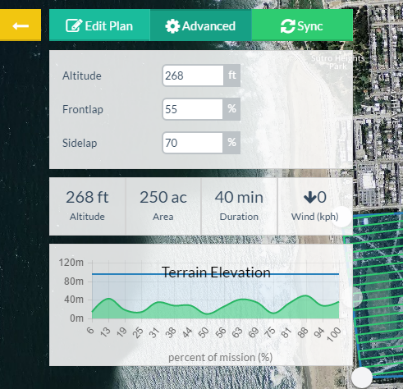 Edit Plan Advanced Sync
Sutro Heights
Park
Altitude 268 ft
Frontlap 55 %
Sidelap 70 %
268 ft 250 ac 40 min 0
Altitude Area Duration Wind (kph)
Terrain Elevation
120m
80m
40m
0m
6 13 19 25 31 38 44 50 56 63 69 75 81 88 94 100
percent of mission (%)